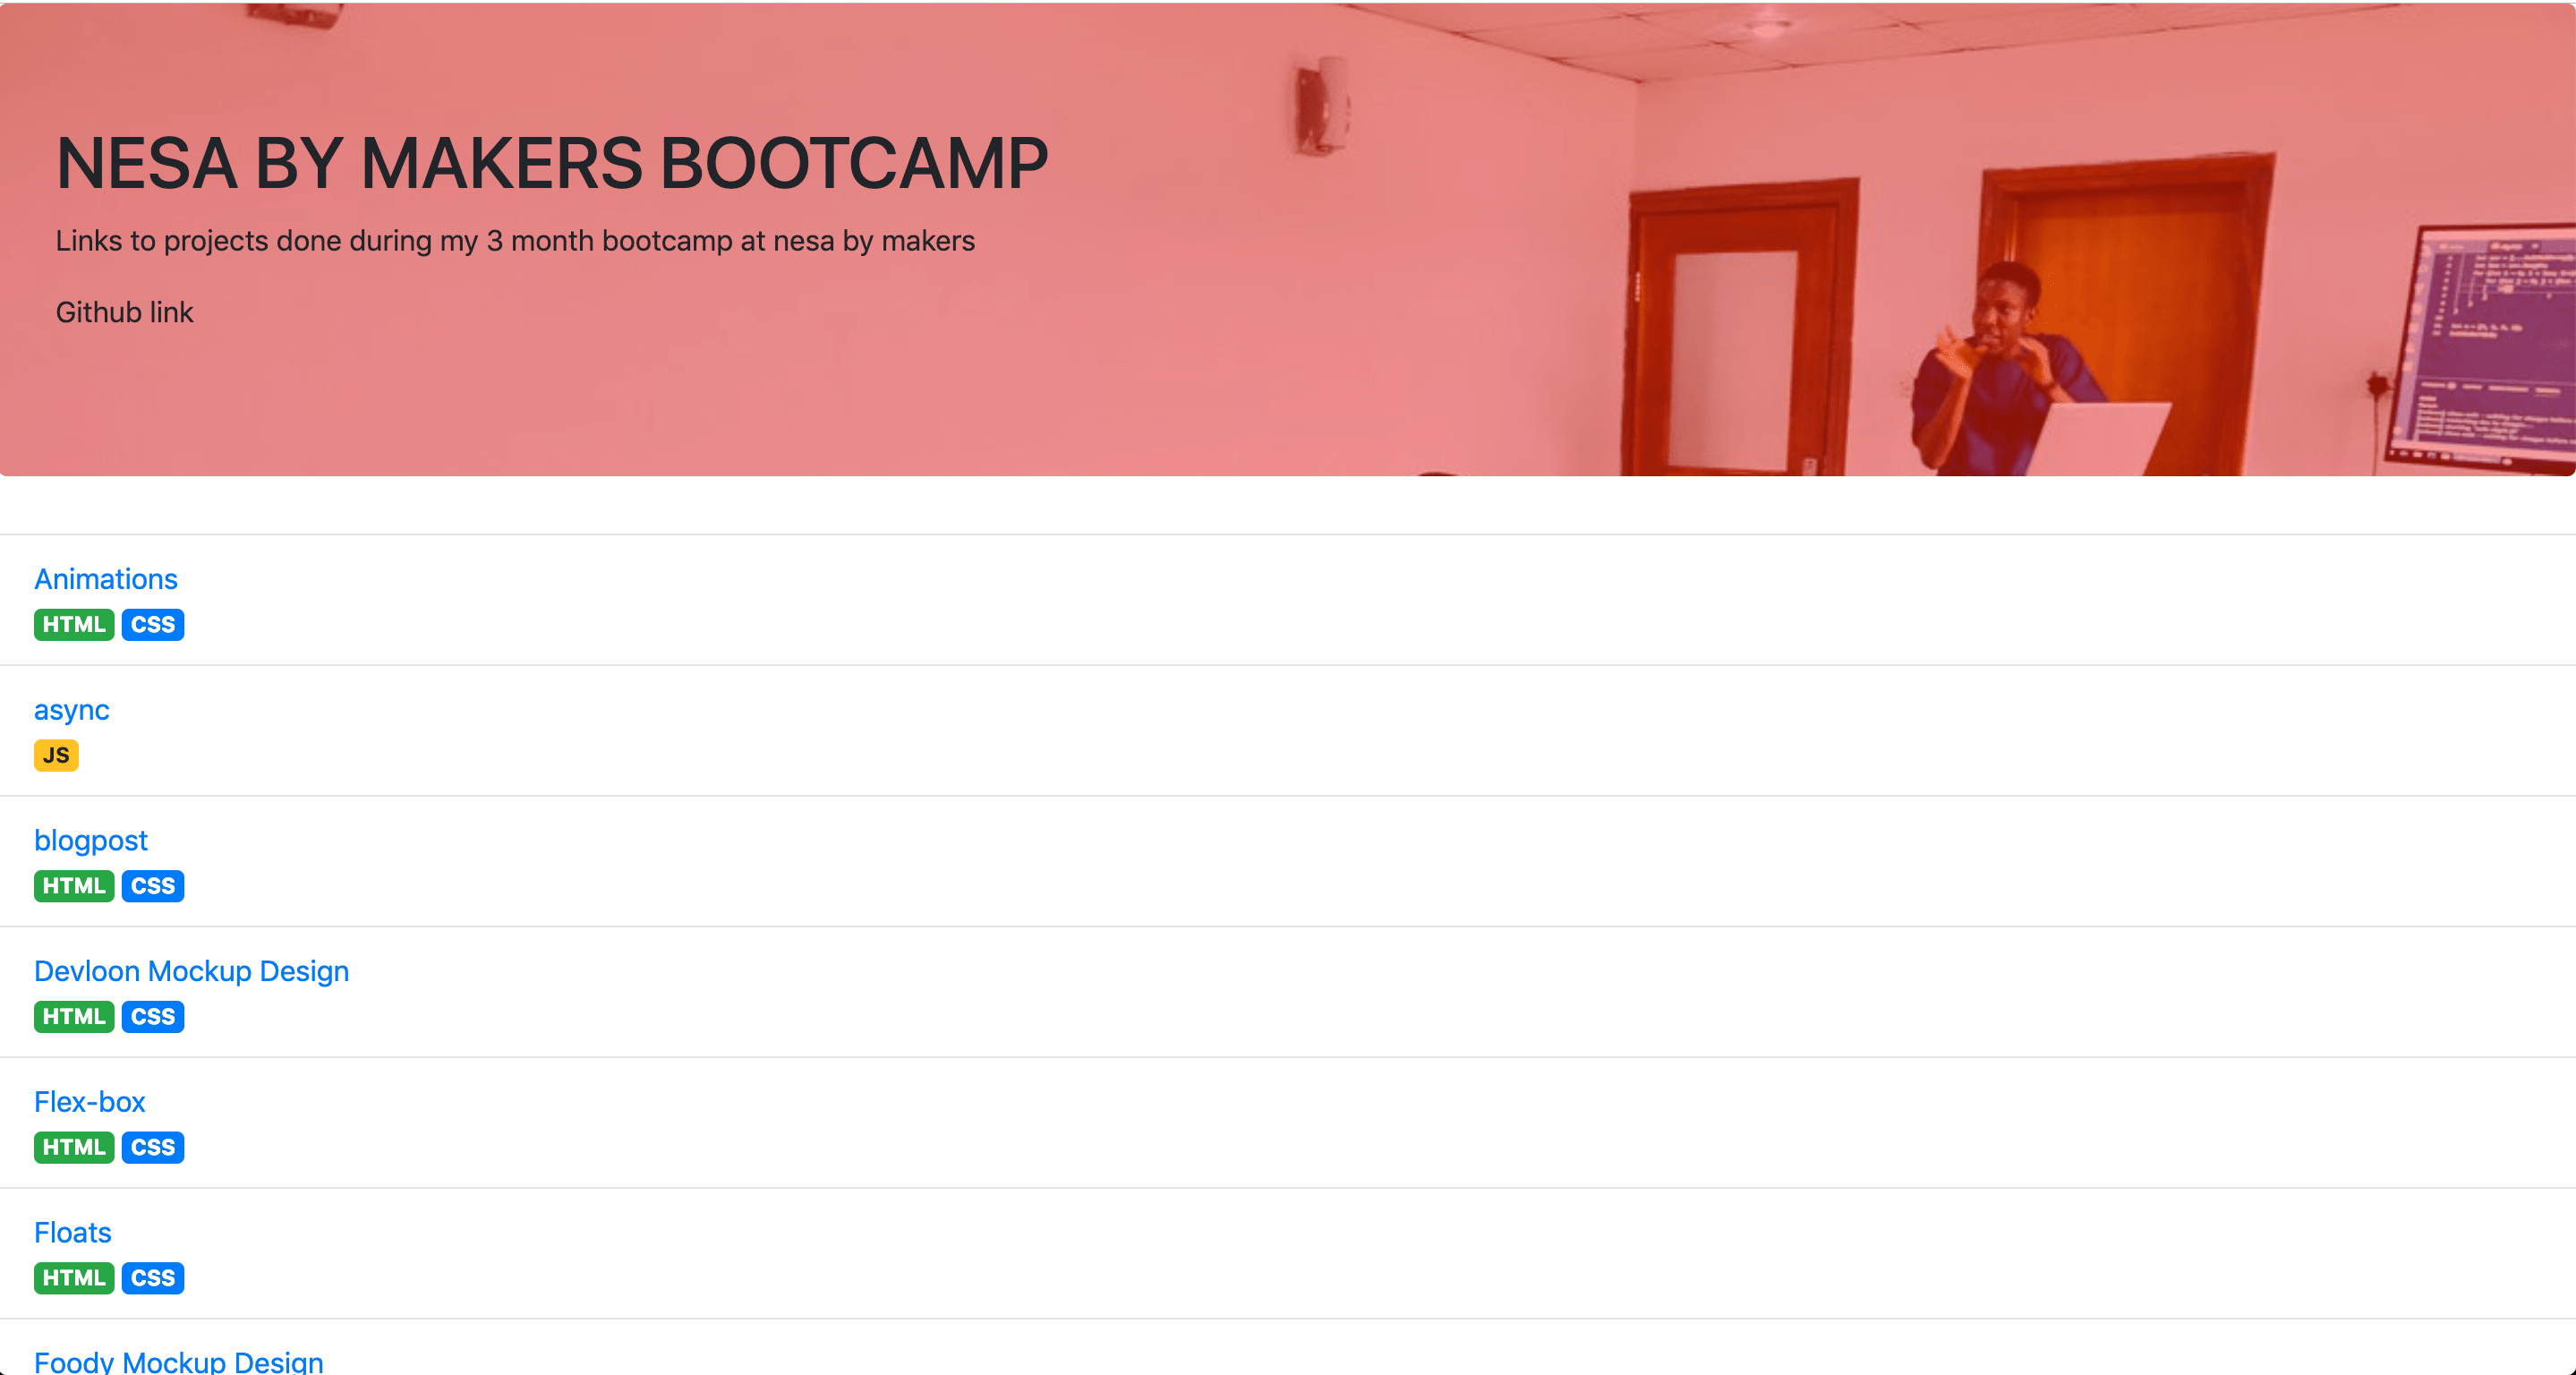 NESA BY MAKERS BOOTCAMP
Links to projects done during my 3 month bootcamp at nesa by makers
Github link
Animations
HTML CSS
async
JS
blogpost
HTML CSS
Devloon Mockup Design
HTML CSS
Flex-box
HTML CSS
Floats
HTML CSS
Foody Mockup Design